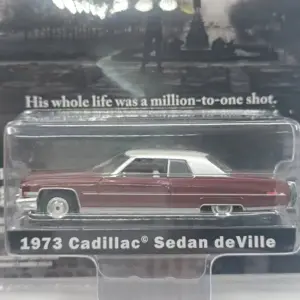 His whole life was a million-to-one shot.
1973 Cadillac® Sedan deVille